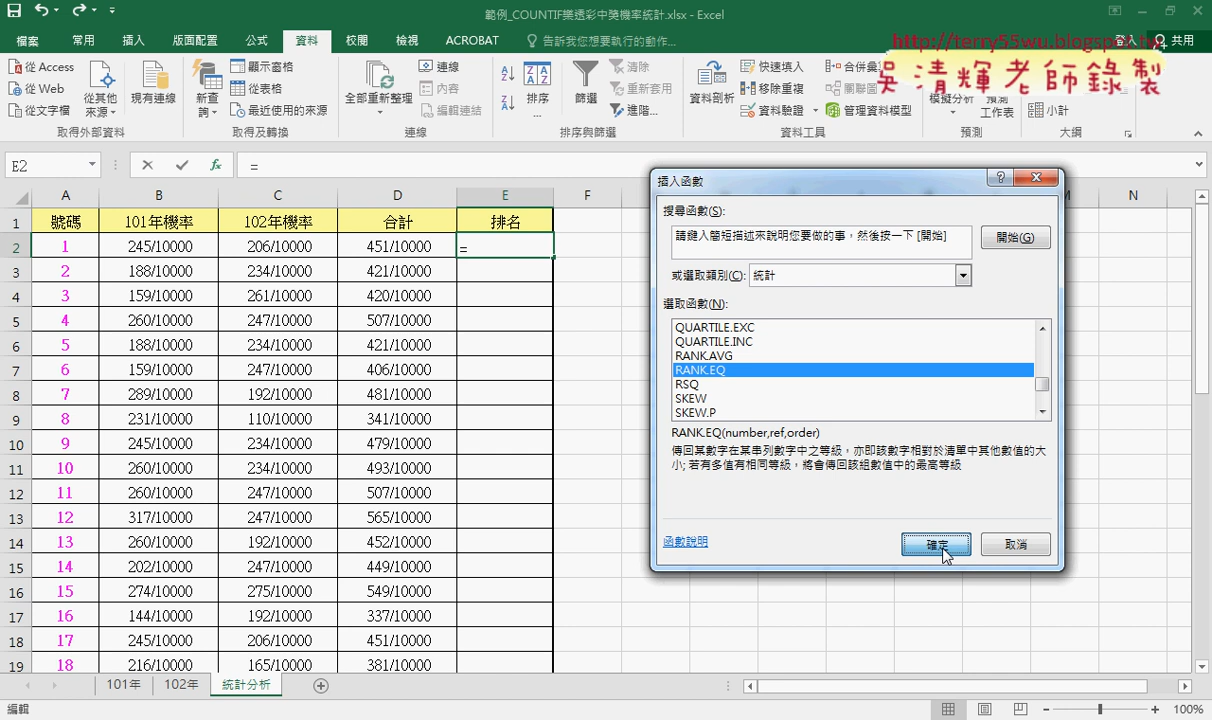 範例_COUNTIF樂透彩中獎機率統計.xlsx - Excel
檔案 常用 插入 版面配置 公式 資料 校閱 檢視 ACROBAT 告訴我您想要執行的動作... 登入 共用
http://terry55wu.blogspot.tw
吳清輝老師錄製
從 Access
從 Web
從文字檔
從其他來源
現有連線
新查詢
顯示窗格
從表格
最近使用的來源
全部重新整理
連線
內容
編輯連結
排序...
篩選
清除
重新套用
進階...
資料剖析
快速填入
移除重複
資料驗證
合併彙
關聯圖
管理資料模型
模擬分析
預測工作表
小計
取得外部資料 取得及轉換 連線 排序與篩選 資料工具 預測 大綱
E2 fx =
A B C D E F M N
1 號碼 101年機率 102年機率 合計 排名
2 1 245/10000 206/10000 451/10000 =
3 2 188/10000 234/10000 421/10000
4 3 159/10000 261/10000 420/10000
5 4 260/10000 247/10000 507/10000
6 5 188/10000 234/10000 421/10000
7 6 159/10000 247/10000 406/10000
8 7 289/10000 192/10000 481/10000
9 8 231/10000 110/10000 341/10000
10 9 245/10000 234/10000 479/10000
11 10 260/10000 234/10000 493/10000
12 11 260/10000 247/10000 507/10000
13 12 317/10000 247/10000 565/10000
14 13 260/10000 192/10000 452/10000
15 14 202/10000 247/10000 449/10000
16 15 274/10000 275/10000 549/10000
17 16 144/10000 192/10000 337/10000
18 17 245/10000 206/10000 451/10000
19 18 216/10000 165/10000 381/10000
插入函數
搜尋函數(S):
請鍵入簡短描述來說明您要做的事，然後按一下 [開始]
開始(G)
或選取類別(C): 統計
選取函數(N):
QUARTILE.EXC
QUARTILE.INC
RANK.AVG
RANK.EQ
RSQ
SKEW
SKEW.P
RANK.EQ(number,ref,order)
傳回某數字在某串列數字中之等級，亦即該數字相對於清單中其他數值的大
小; 若有多值有相同等級，將會傳回該組數值中的最高等級
函數說明
確定 取消
101年 102年 統計分析
編輯 100%